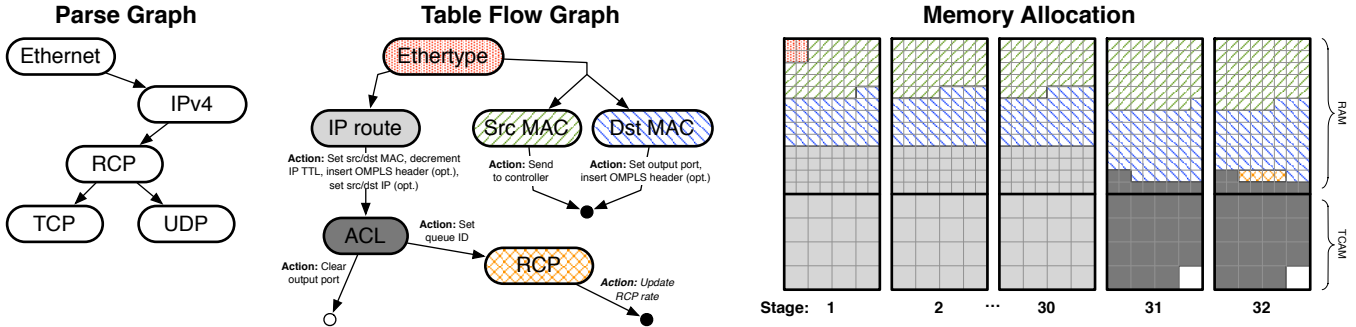 Parse Graph
Ethernet
IPv4
RCP
TCP
UDP
Table Flow Graph
Ethertype
IP route
Src MAC
Dst MAC
Action: Set src/dst MAC, decrement
IP TTL, insert OMPLS header (opt.),
set src/dst IP (opt.)
Action: Send
to controller
Action: Set output port,
insert OMPLS header (opt.)
ACL
Action: Set
queue ID
Action: Clear
output port
RCP
Action: Update
RCP rate
Memory Allocation
RAM
TCAM
Stage: 1 2 ... 30 31 32